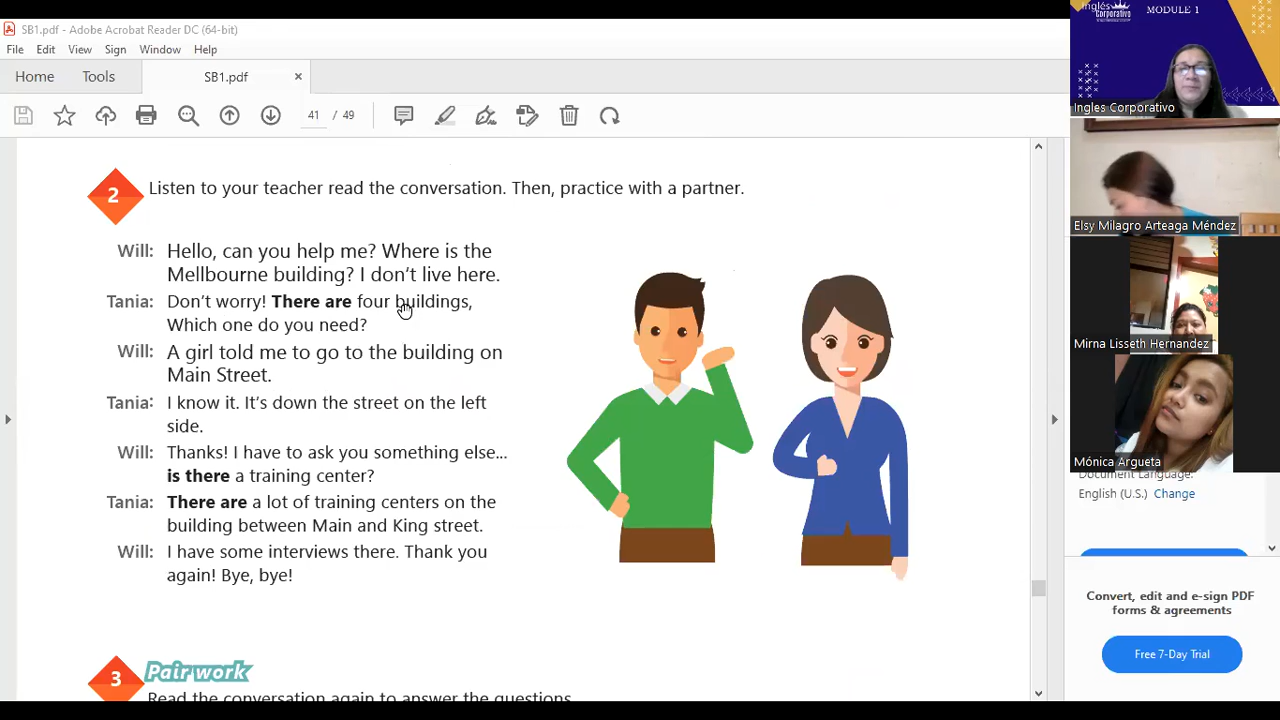 SB1.pdf - Adobe Acrobat Reader DC (64-bit)
File Edit View Sign Window Help
Home Tools SB1.pdf ×
41 / 49
2 Listen to your teacher read the conversation. Then, practice with a partner.
Will: Hello, can you help me? Where is the
Mellbourne building? I don't live here.
Tania: Don't worry! There are four buildings,
Which one do you need?
Will: A girl told me to go to the building on
Main Street.
Tania: I know it. It's down the street on the left
side.
Will: Thanks! I have to ask you something else...
is there a training center?
Tania: There are a lot of training centers on the
building between Main and King street.
Will: I have some interviews there. Thank you
again! Bye, bye!
3 Pair work
Read the conversation again to answer the questions.
Inglés
Corporativo
MODULE 1
Ingles Corporativo
Elsy Milagro Arteaga Méndez
Mirna Lisseth Hernandez
Mónica Argueta
Document Language:
English (U.S.) Change
Convert, edit and e-sign PDF
forms & agreements
Free 7-Day Trial